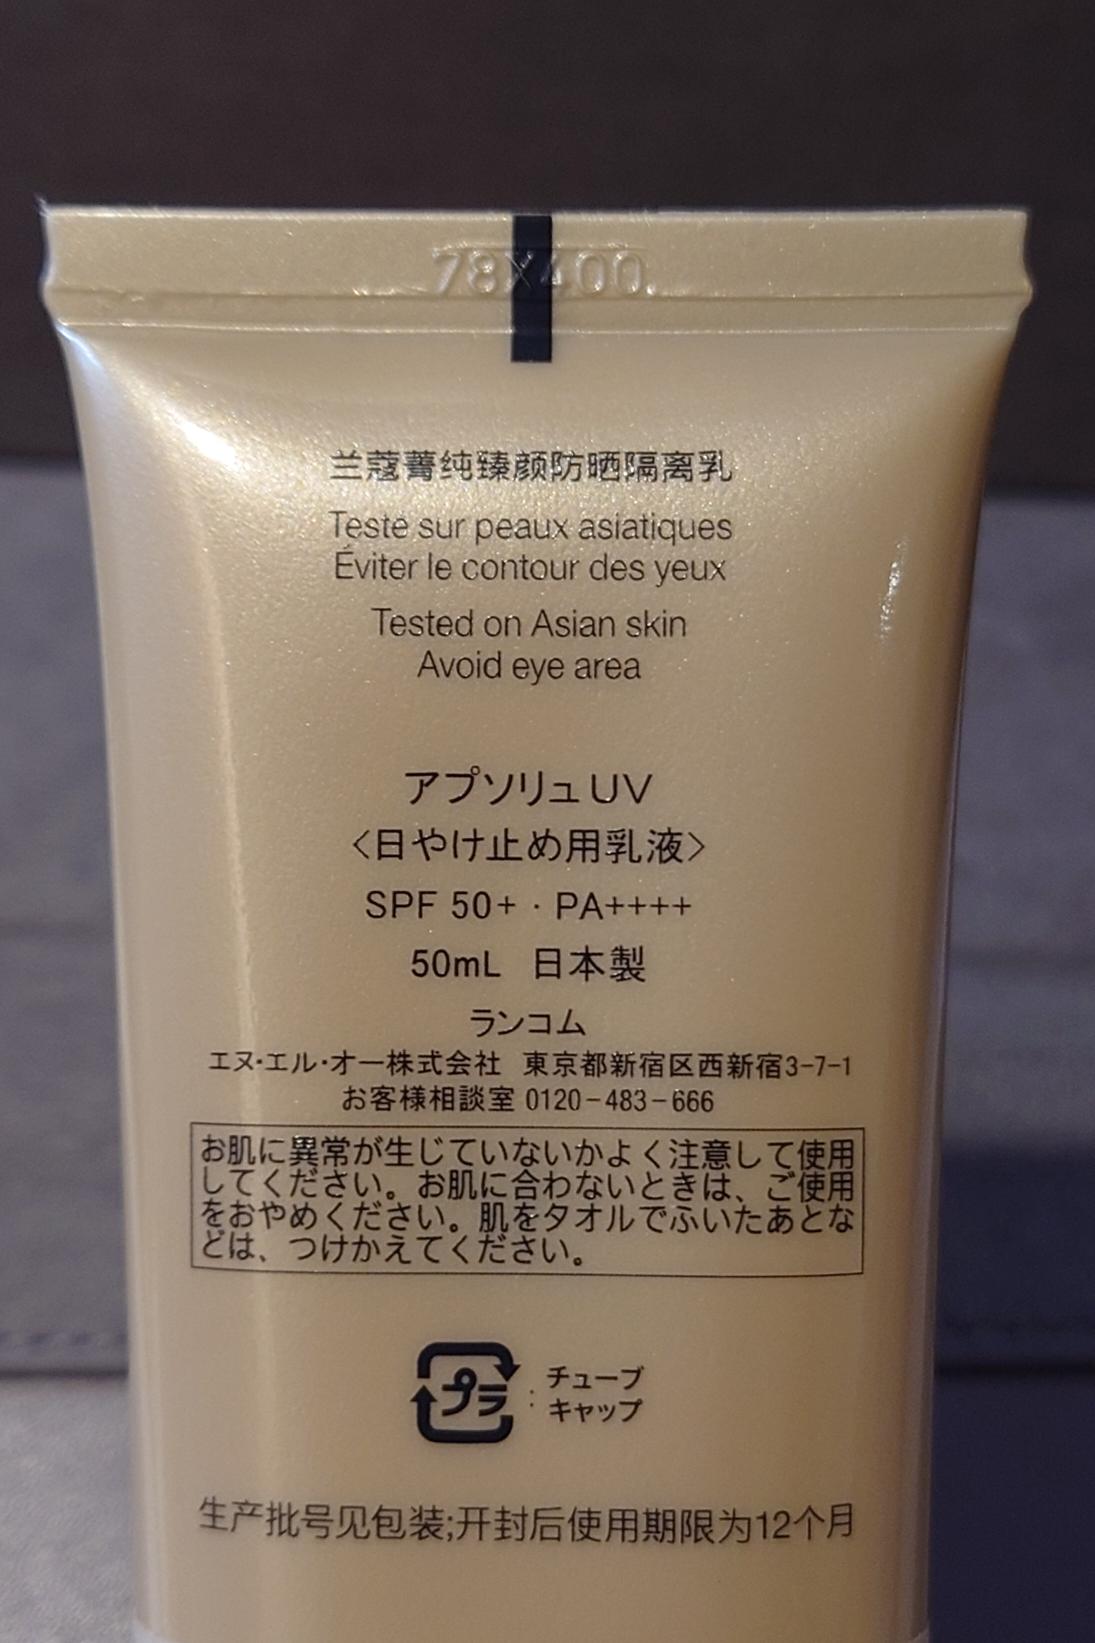 78X400
兰蔻菁纯臻颜防晒隔离乳
Testé sur peaux asiatiques
Éviter le contour des yeux
Tested on Asian skin
Avoid eye area
アプソリュ UV
〈日やけ止め用乳液〉
SPF 50+・PA++++
50mL 日本製
ランコム
エヌ・エル・オー株式会社 東京都新宿区西新宿3-7-1
お客様相談室 0120-483-666
お肌に異常が生じていないかよく注意して使用
してください。お肌に合わないときは、ご使用
をおやめください。肌をタオルでふいたあとな
どは、つけかえてください。
プラ : チューブ
キャップ
生产批号见包装;开封后使用期限为12个月